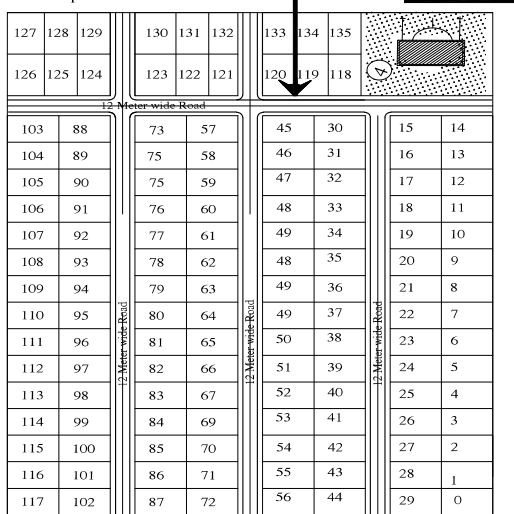 127 128 129 130 131 132 133 134 135
126 125 124 123 122 121 120 119 118
4
12 Meter wide Road
103 88 73 57 45 30 15 14
104 89 75 58 46 31 16 13
105 90 75 59 47 32 17 12
106 91 76 60 48 33 18 11
107 92 77 61 49 34 19 10
108 93 78 62 48 35 20 9
109 94 79 63 49 36 21 8
110 95 80 64 49 37 22 7
111 96 81 65 50 38 23 6
112 97 82 66 51 39 24 5
113 98 83 67 52 40 25 4
114 99 84 69 53 41 26 3
115 100 85 70 54 42 27 2
116 101 86 71 55 43 28 1
117 102 87 72 56 44 29 0
12 Meter wide Road
12 Meter wide Road
12 Meter wide Road